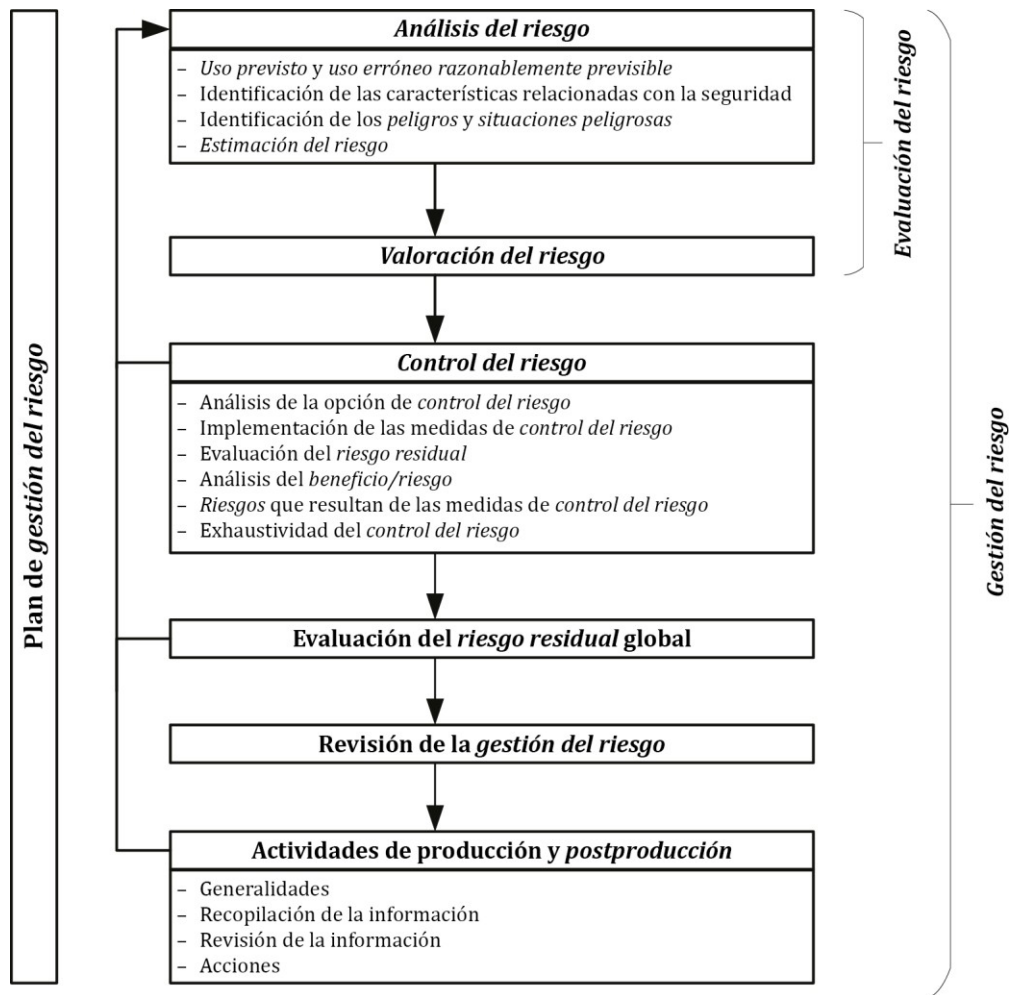 Plan de gestión del riesgo
Análisis del riesgo
– Uso previsto y uso erróneo razonablemente previsible
– Identificación de las características relacionadas con la seguridad
– Identificación de los peligros y situaciones peligrosas
– Estimación del riesgo
Valoración del riesgo
Evaluación del riesgo
Control del riesgo
– Análisis de la opción de control del riesgo
– Implementación de las medidas de control del riesgo
– Evaluación del riesgo residual
– Análisis del beneficio/riesgo
– Riesgos que resultan de las medidas de control del riesgo
– Exhaustividad del control del riesgo
Evaluación del riesgo residual global
Revisión de la gestión del riesgo
Actividades de producción y postproducción
– Generalidades
– Recopilación de la información
– Revisión de la información
– Acciones
Gestión del riesgo